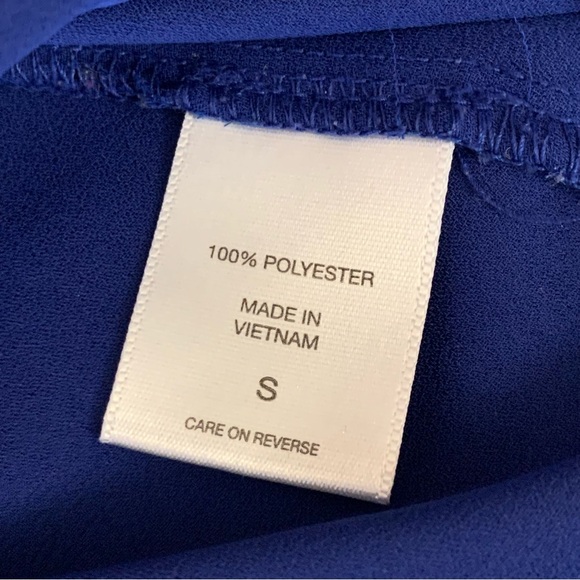 100% POLYESTER
MADE IN
VIETNAM
S
CARE ON REVERSE